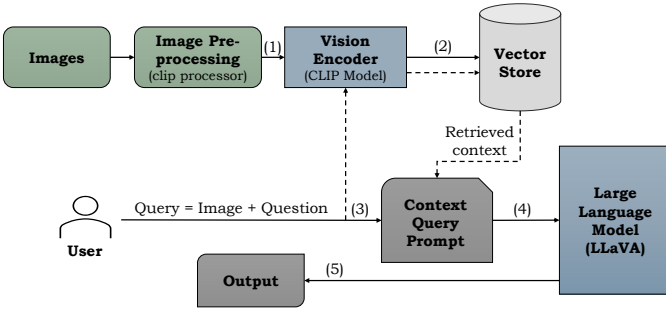 Images
Image Pre-
processing
(clip processor)
(1)
Vision
Encoder
(CLIP Model)
(2)
Vector
Store
Retrieved
context
User
Query = Image + Question
(3)
Context
Query
Prompt
(4)
Large
Language
Model
(LLaVA)
(5)
Output